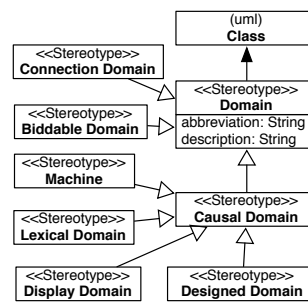 (uml)
Class
<<Stereotype>>
Connection Domain
<<Stereotype>>
Domain
abbreviation: String
description: String
<<Stereotype>>
Biddable Domain
<<Stereotype>>
Machine
<<Stereotype>>
Causal Domain
<<Stereotype>>
Lexical Domain
<<Stereotype>>
Display Domain
<<Stereotype>>
Designed Domain